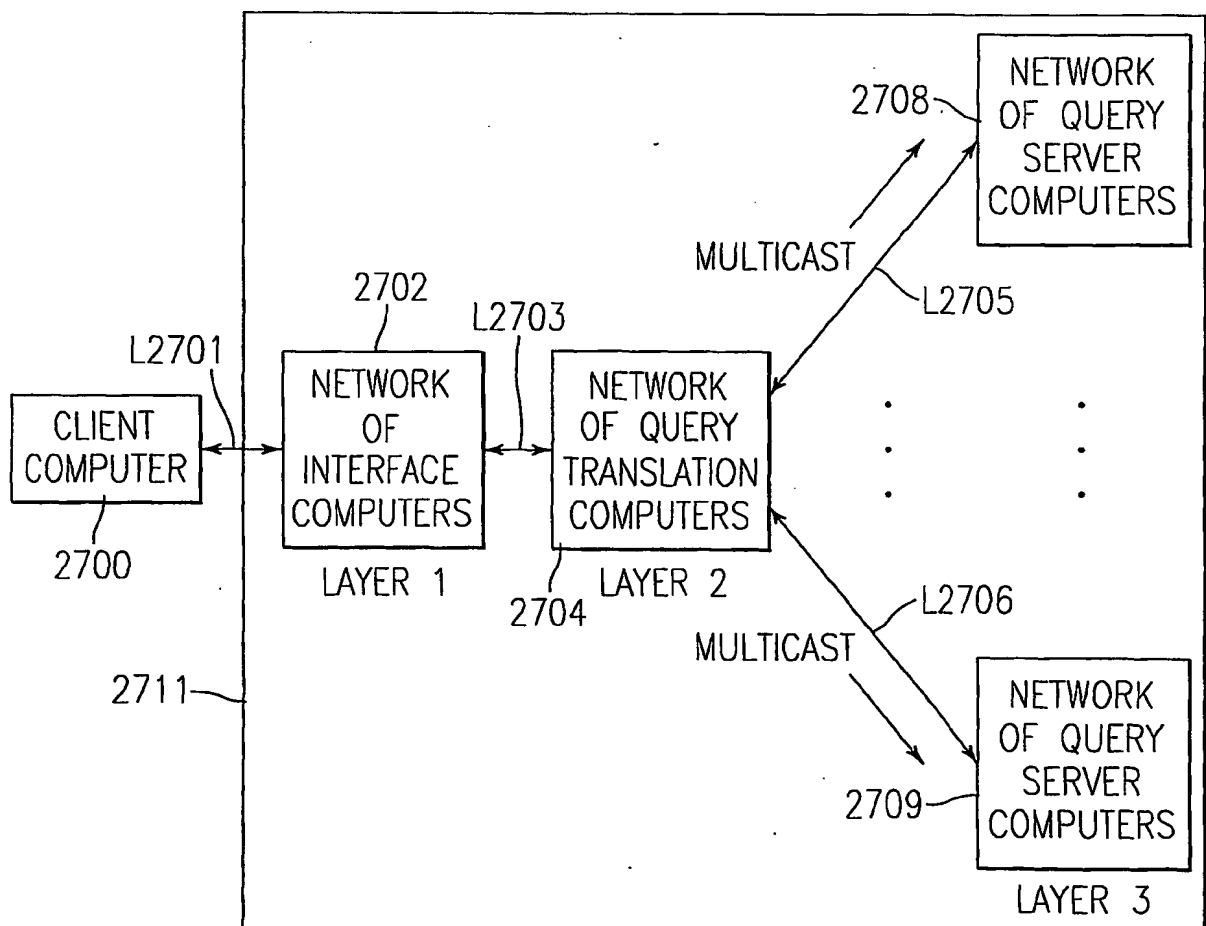 NETWORK
OF QUERY
SERVER
COMPUTERS
2708
MULTICAST
L2705
2702
L2703
L2701
CLIENT
COMPUTER
2700
NETWORK
OF
INTERFACE
COMPUTERS
LAYER 1
NETWORK
OF QUERY
TRANSLATION
COMPUTERS
LAYER 2
2704
L2706
MULTICAST
2711
2709
NETWORK
OF QUERY
SERVER
COMPUTERS
LAYER 3